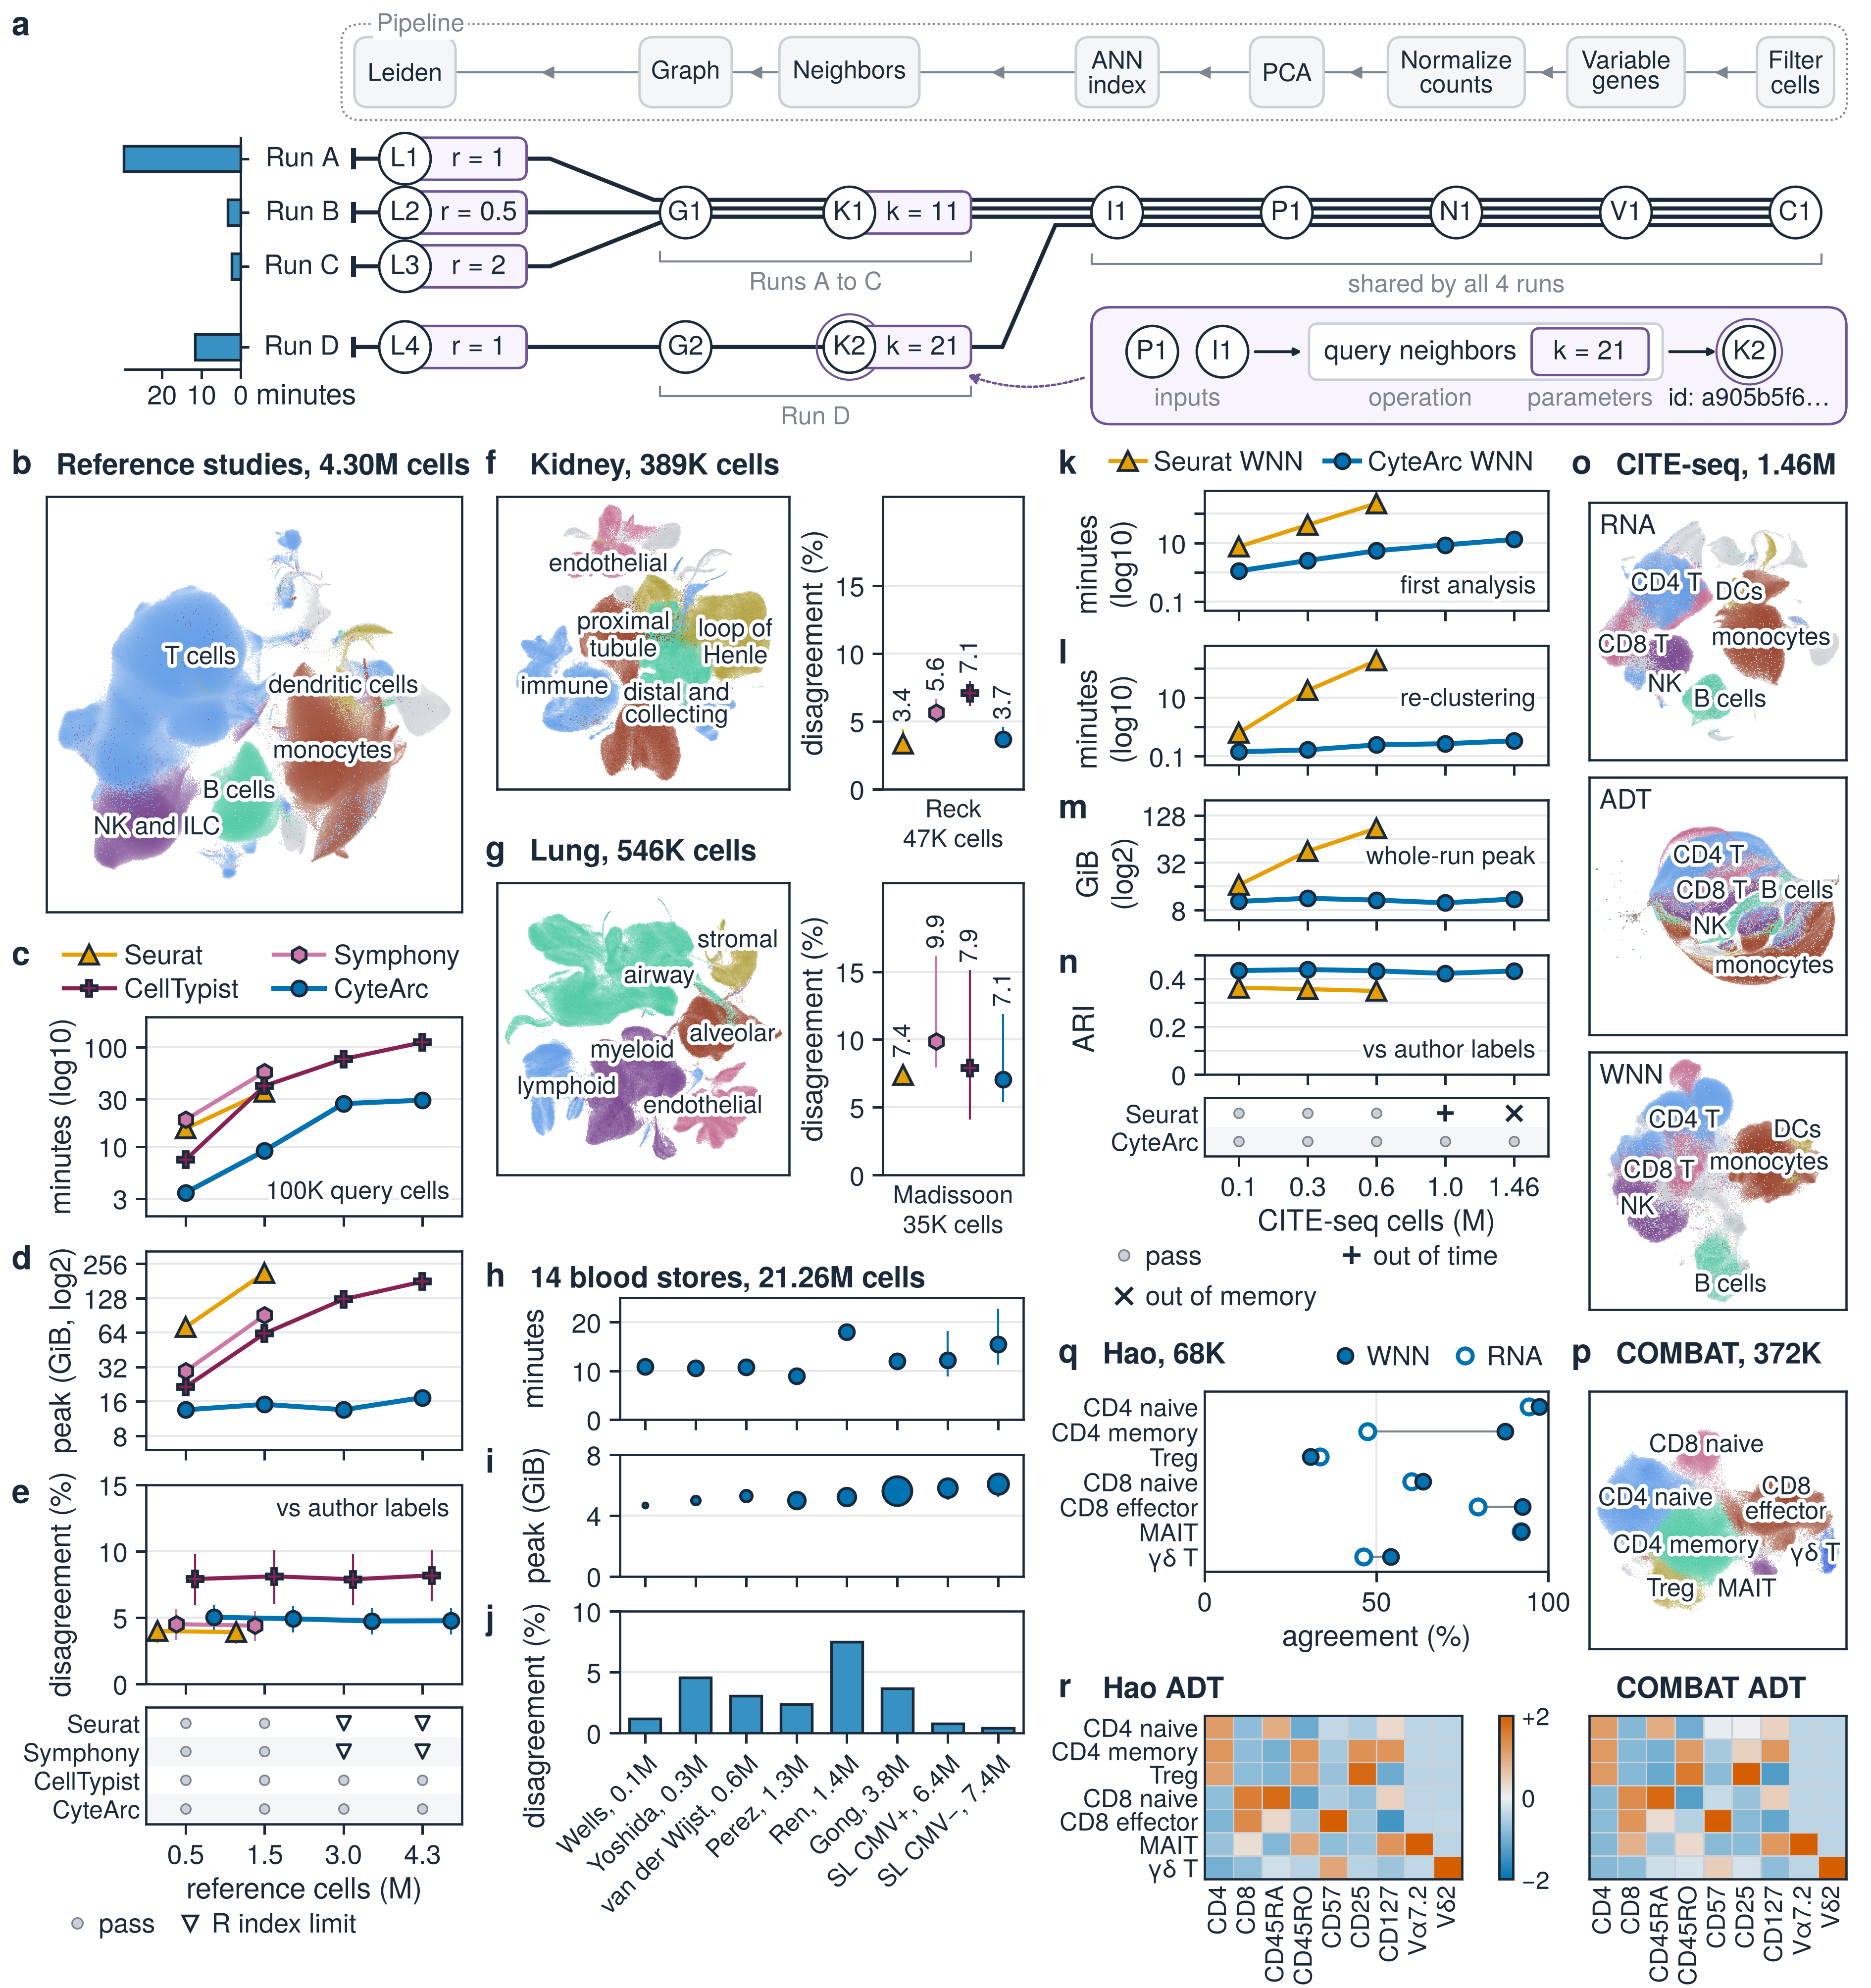 a
Pipeline
Leiden
Graph
Neighbors
ANN
index
PCA
Normalize
counts
Variable
genes
Filter
cells
Run A
L1
r = 1
Run B
L2
r = 0.5
G1
K1
k = 11
I1
P1
N1
V1
C1
Run C
L3
r = 2
Runs A to C
shared by all 4 runs
Run D
L4
r = 1
G2
K2
k = 21
P1
I1
query neighbors
k = 21
K2
20 10 0 minutes
inputs
operation
parameters
id: a905b5f6…
Run D
b Reference studies, 4.30M cells
T cells
dendritic cells
monocytes
B cells
NK and ILC
c
Seurat
Symphony
CellTypist
CyteArc
minutes (log10)
100
30
10
3
100K query cells
d
peak (GiB, log2)
256
128
64
32
16
8
e
disagreement (%)
15
10
5
0
vs author labels
Seurat
Symphony
CellTypist
CyteArc
0.5
1.5
3.0
4.3
reference cells (M)
pass
R index limit
f Kidney, 389K cells
endothelial
proximal
tubule
loop of
Henle
immune
distal and
collecting
disagreement (%)
15
10
5
0
3.4
5.6
7.1
3.7
Reck
47K cells
g Lung, 546K cells
stromal
airway
alveolar
myeloid
lymphoid
endothelial
disagreement (%)
15
10
5
0
7.4
9.9
7.9
7.1
Madissoon
35K cells
h 14 blood stores, 21.26M cells
minutes
20
10
0
i
peak (GiB)
8
4
0
j
disagreement (%)
10
5
0
Wells, 0.1M
Yoshida, 0.3M
van der Wijst, 0.6M
Perez, 1.3M
Ren, 1.4M
Gong, 3.8M
SL CMV+, 6.4M
SL CMV−, 7.4M
k
Seurat WNN
CyteArc WNN
minutes
(log10)
10
0.1
first analysis
l
minutes
(log10)
10
0.1
re-clustering
m
GiB
(log2)
128
32
8
whole-run peak
n
ARI
0.4
0.2
0
vs author labels
Seurat
CyteArc
0.1
0.3
0.6
1.0
1.46
CITE-seq cells (M)
pass
out of time
out of memory
o CITE-seq, 1.46M
RNA
CD4 T
DCs
CD8 T
monocytes
NK
B cells
ADT
CD4 T
CD8 T
B cells
NK
monocytes
WNN
CD4 T
DCs
CD8 T
monocytes
NK
B cells
q Hao, 68K
WNN
RNA
CD4 naive
CD4 memory
Treg
CD8 naive
CD8 effector
MAIT
γδ T
0
50
100
agreement (%)
p COMBAT, 372K
CD8 naive
CD4 naive
CD8
effector
CD4 memory
γδ T
Treg
MAIT
r Hao ADT
CD4 naive
CD4 memory
Treg
CD8 naive
CD8 effector
MAIT
γδ T
CD4
CD8
CD45RA
CD45RO
CD57
CD25
CD127
Vα7.2
Vδ2
+2
0
−2
COMBAT ADT
CD4
CD8
CD45RA
CD45RO
CD57
CD25
CD127
Vα7.2
Vδ2